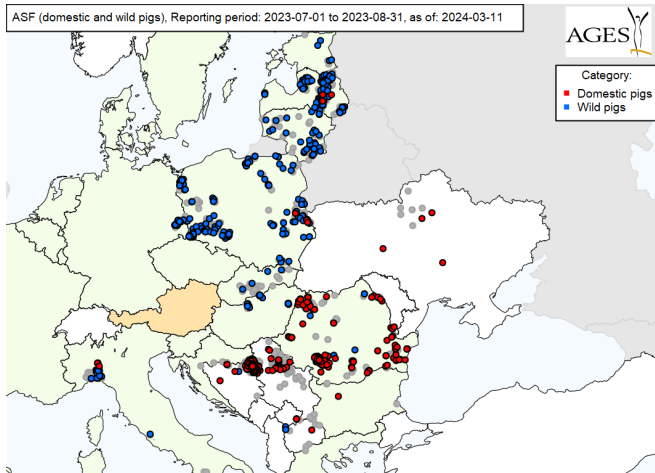 ASF (domestic and wild pigs), Reporting period: 2023-07-01 to 2023-08-31, as of: 2024-03-11
AGES
Category:
Domestic pigs
Wild pigs